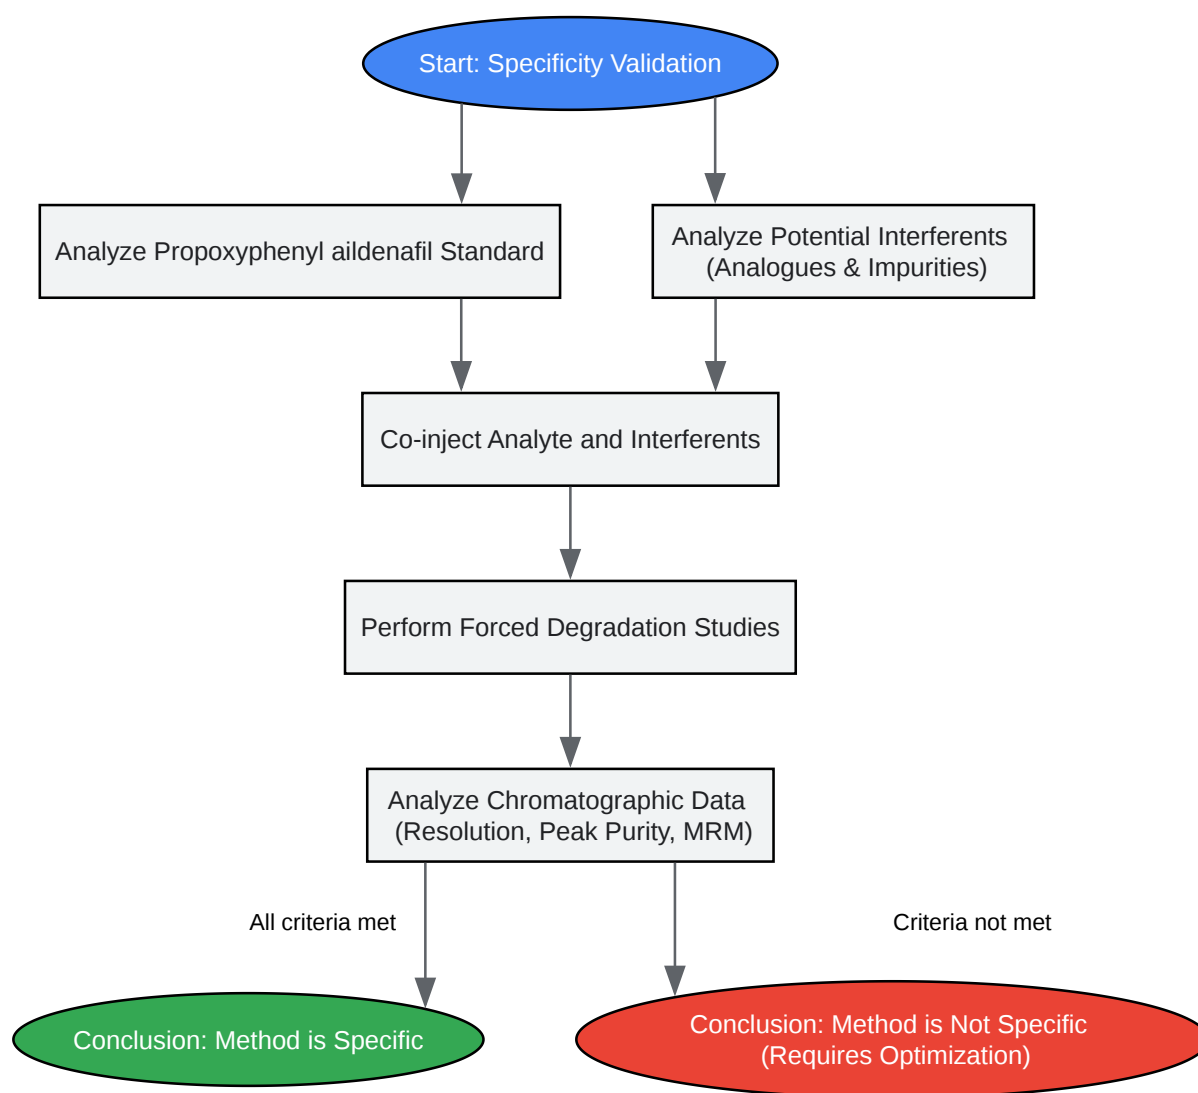 Start: Specificity Validation
Analyze Propoxyphenyl aildenafil Standard
Analyze Potential Interferents
(Analogues & Impurities)
Co-inject Analyte and Interferents
Perform Forced Degradation Studies
Analyze Chromatographic Data
(Resolution, Peak Purity, MRM)
All criteria met
Criteria not met
Conclusion: Method is Specific
Conclusion: Method is Not Specific
(Requires Optimization)